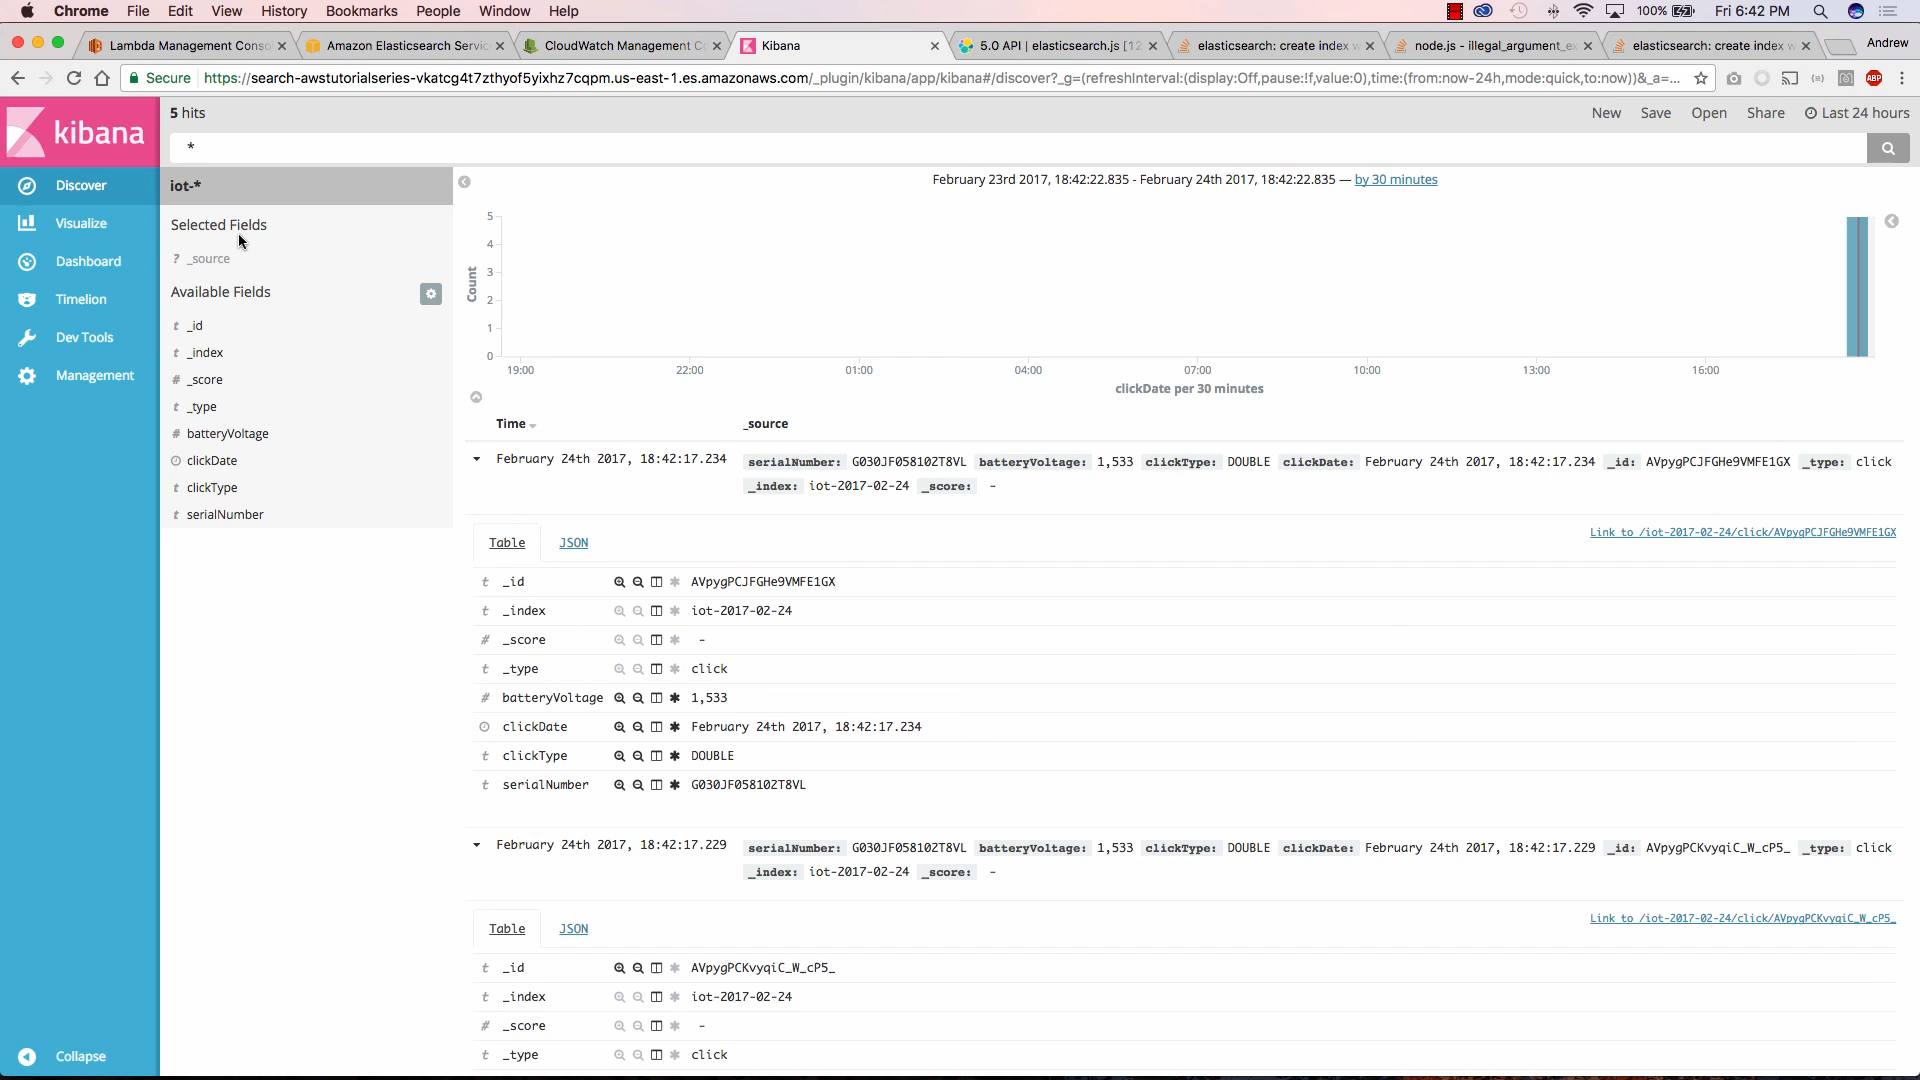 Chrome File Edit View History Bookmarks People Window Help 100% Fri 6:42 PM
Lambda Management Conso
Amazon Elasticsearch Servic
CloudWatch Management Co
Kibana
5.0 API | elasticsearch.js [12
elasticsearch: create index w
node.js - illegal_argument_ex
elasticsearch: create index w
Andrew
Secure https://search-awstutorialseries-vkatcg4t7zthyof5yixhz7cqpm.us-east-1.es.amazonaws.com/_plugin/kibana/app/kibana#/discover?_g=(refreshInterval:(display:Off,pause:!f,value:0),time:(from:now-24h,mode:quick,to:now))&_a=...
ABP
kibana
Discover
Visualize
Dashboard
Timelion
Dev Tools
Management
Collapse
5 hits
New Save Open Share Last 24 hours
*
iot-*
Selected Fields
? _source
Available Fields
t _id
t _index
# _score
t _type
# batteryVoltage
clickDate
t clickType
t serialNumber
February 23rd 2017, 18:42:22.835 - February 24th 2017, 18:42:22.835 — by 30 minutes
Count
5
4
3
2
1
0
19:00 22:00 01:00 04:00 07:00 10:00 13:00 16:00
clickDate per 30 minutes
Time _source
February 24th 2017, 18:42:17.234 serialNumber: G030JF058102T8VL batteryVoltage: 1,533 clickType: DOUBLE clickDate: February 24th 2017, 18:42:17.234 _id: AVpygPCJFGHe9VMFE1GX _type: click
_index: iot-2017-02-24 _score: -
Table JSON Link to /iot-2017-02-24/click/AVpygPCJFGHe9VMFE1GX
t _id AVpygPCJFGHe9VMFE1GX
t _index iot-2017-02-24
# _score -
t _type click
# batteryVoltage 1,533
clickDate February 24th 2017, 18:42:17.234
t clickType DOUBLE
t serialNumber G030JF058102T8VL
February 24th 2017, 18:42:17.229 serialNumber: G030JF058102T8VL batteryVoltage: 1,533 clickType: DOUBLE clickDate: February 24th 2017, 18:42:17.229 _id: AVpygPCKvyqiC_W_cP5_ _type: click
_index: iot-2017-02-24 _score: -
Table JSON Link to /iot-2017-02-24/click/AVpygPCKvyqiC_W_cP5_
t _id AVpygPCKvyqiC_W_cP5_
t _index iot-2017-02-24
# _score -
t _type click